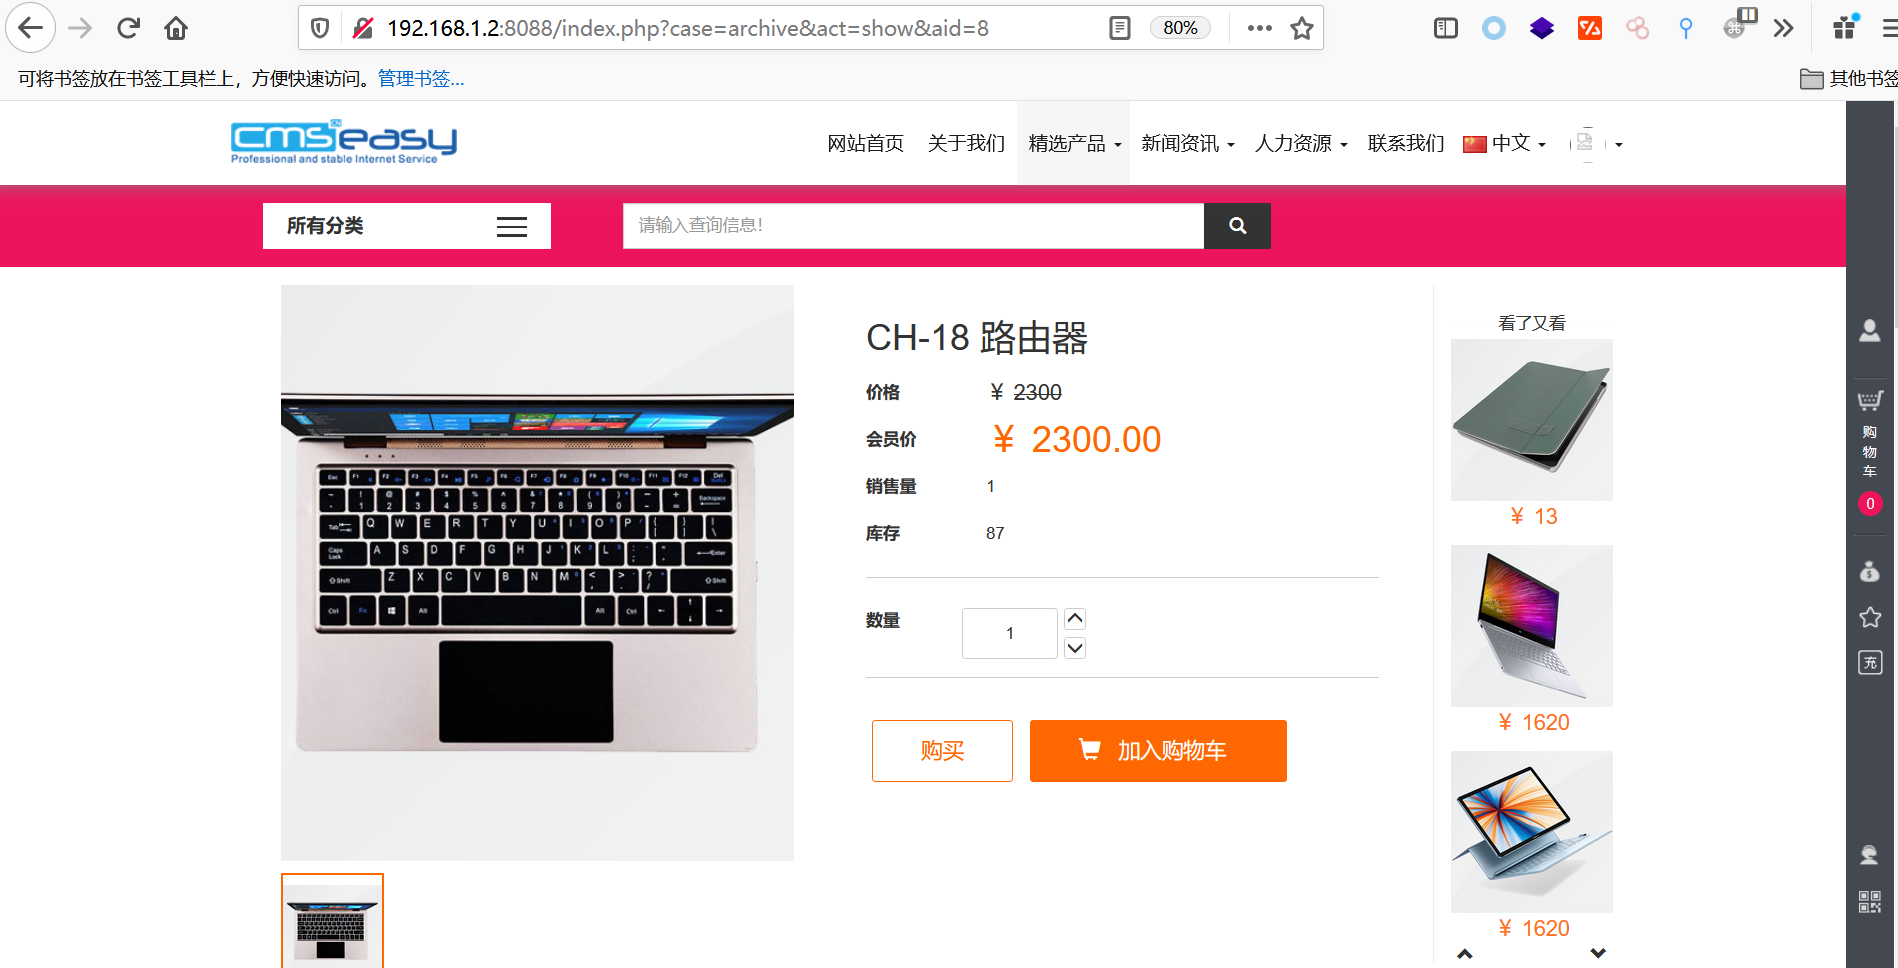 192.168.1.2:8088/index.php?case=archive&act=show&aid=8
80%
可将书签放在书签工具栏上，方便快速访问。管理书签...
其他书签
cmseasy CN
Professional and stable Internet Service
网站首页 关于我们 精选产品 新闻资讯 人力资源 联系我们 中文
所有分类
请输入查询信息！
CH-18 路由器
价格 ¥ 2300
会员价 ¥ 2300.00
销售量 1
库存 87
数量 1
购买 加入购物车
看了又看
¥ 13
¥ 1620
¥ 1620
购物车
0
充